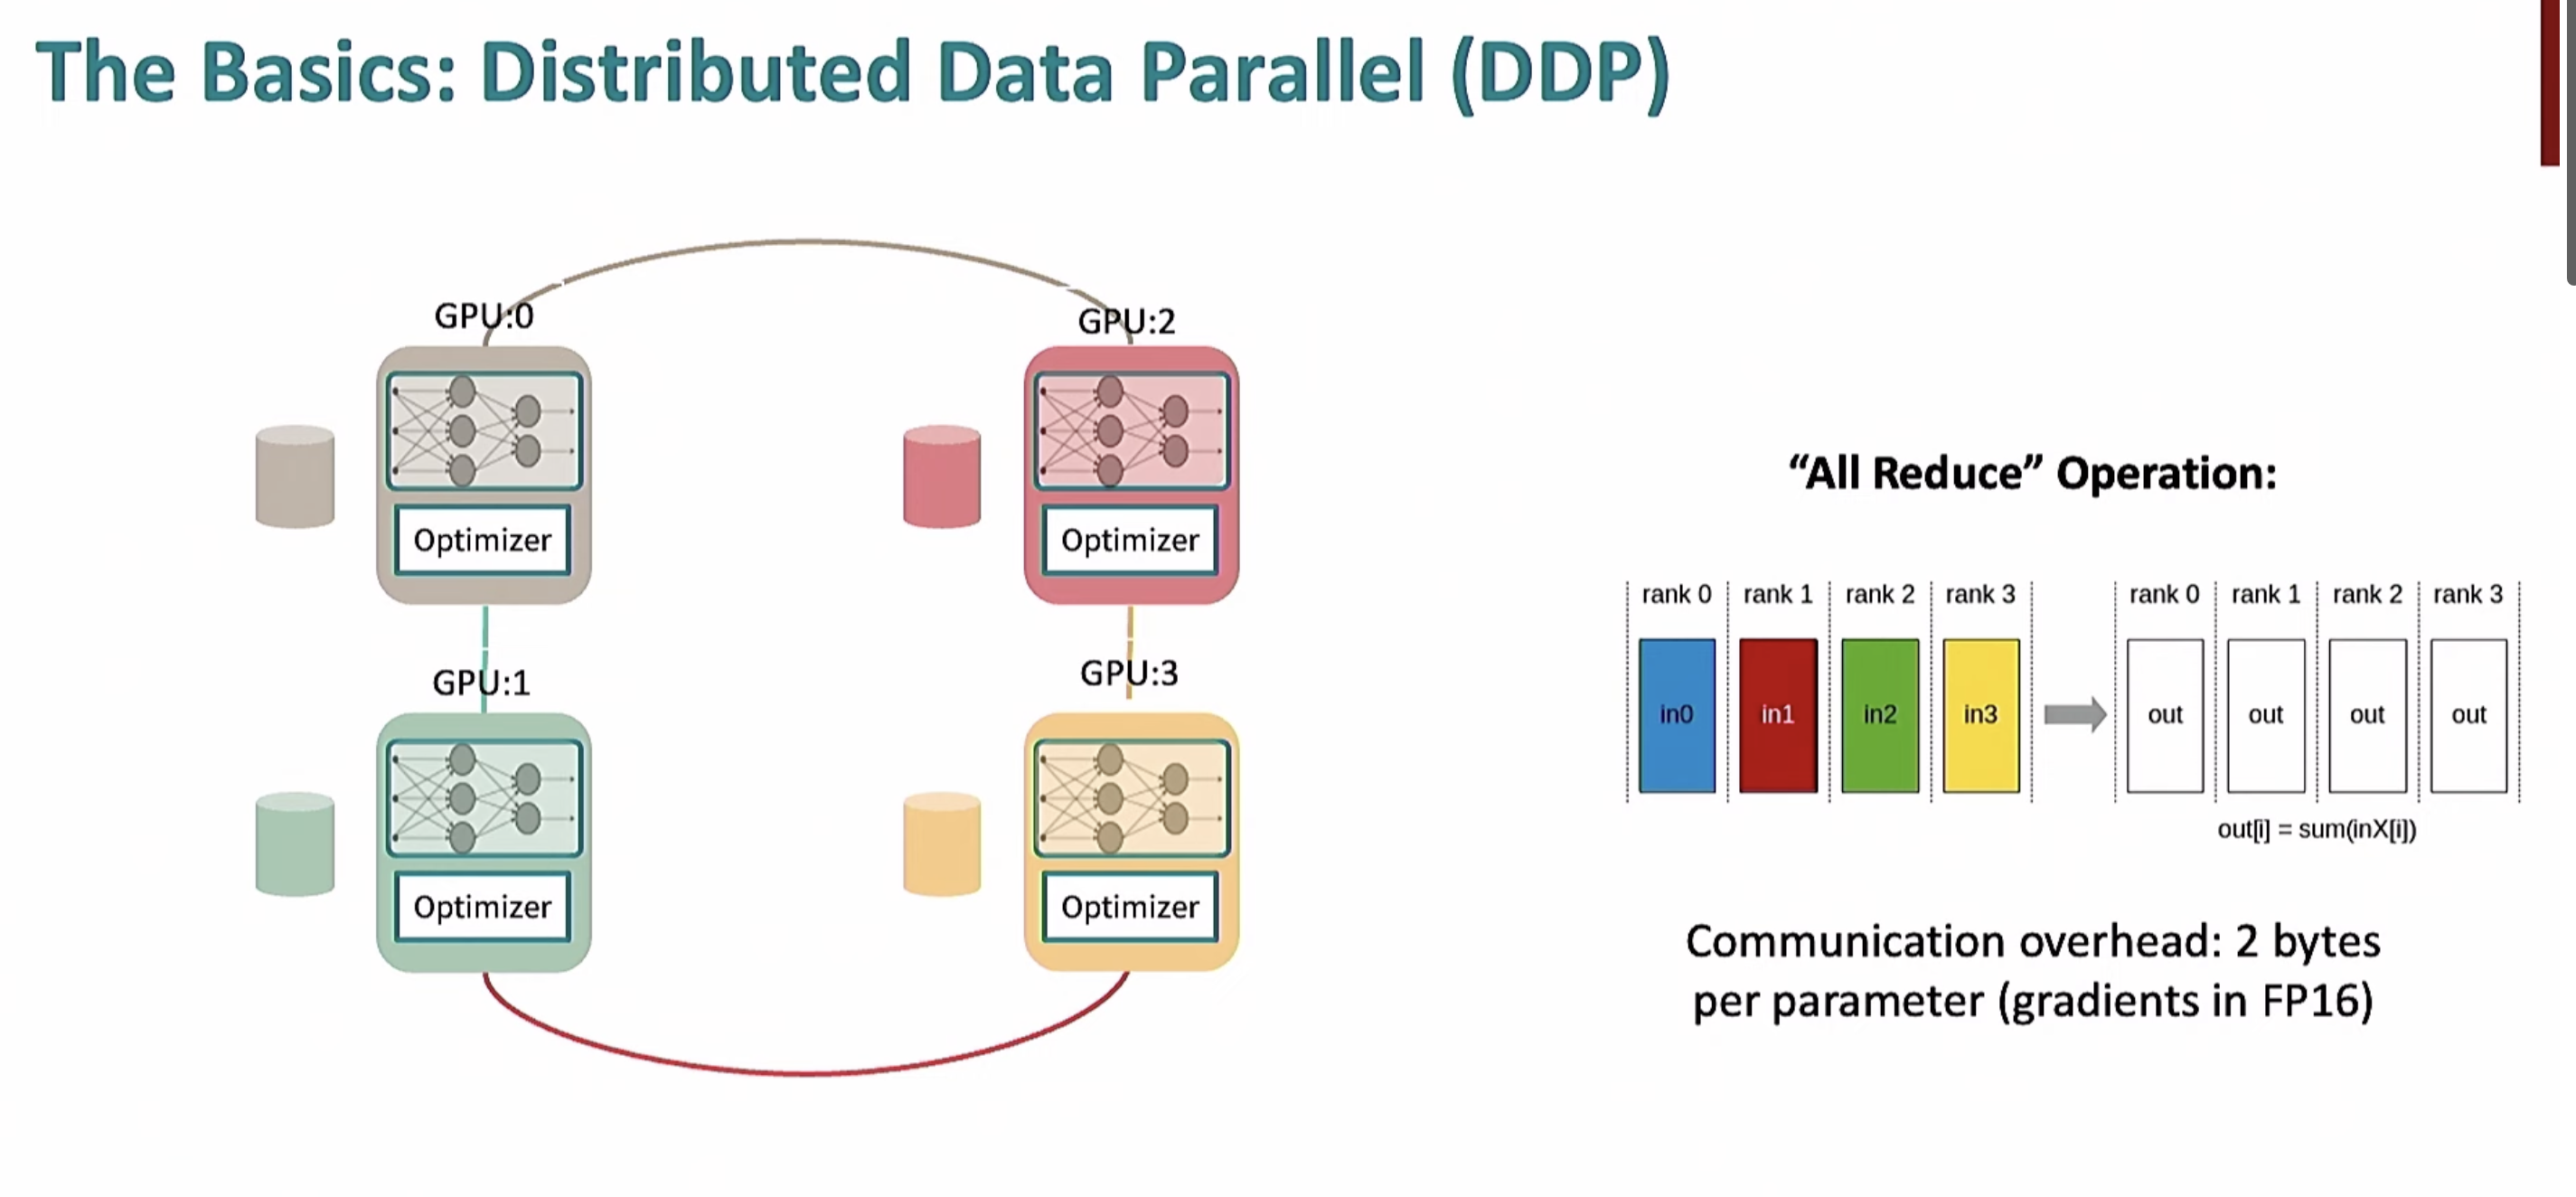 The Basics: Distributed Data Parallel (DDP)
GPU:0
Optimizer
GPU:2
Optimizer
GPU:1
Optimizer
GPU:3
Optimizer
“All Reduce” Operation:
rank 0 rank 1 rank 2 rank 3 rank 0 rank 1 rank 2 rank 3
in0 in1 in2 in3 out out out out
out[i] = sum(inX[i])
Communication overhead: 2 bytes
per parameter (gradients in FP16)